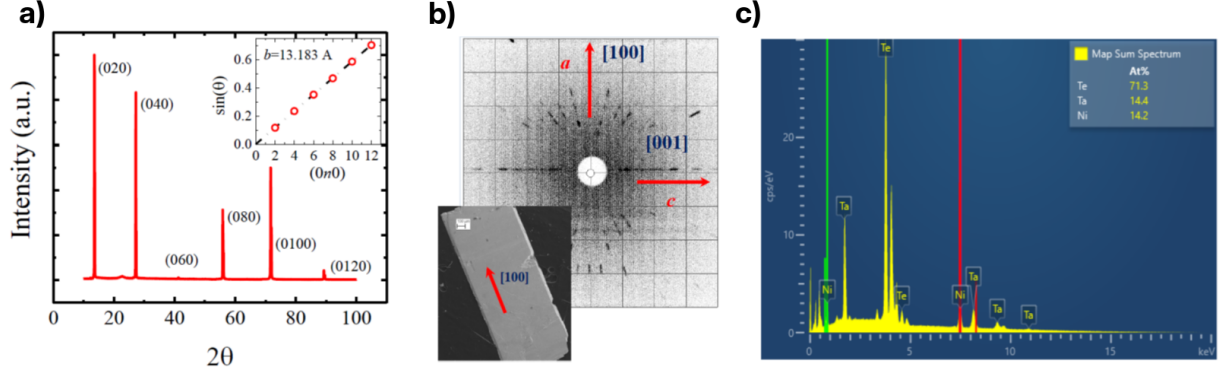 a)
Intensity (a.u.)
(020)
(040)
(060)
(080)
(0100)
(0120)
0 20 40 60 80 100
2θ
b=13.183 A
sin(θ)
0.6
0.4
0.2
0.0
0 2 4 6 8 10 12
(0n0)
b)
a
[100]
[001]
c
[100]
c)
Map Sum Spectrum
At%
Te 71.3
Ta 14.4
Ni 14.2
cps/eV
20
10
0
Te
Ta
Ni
Te
Ni
Ta
Ta
Ta
0 5 10 15 keV